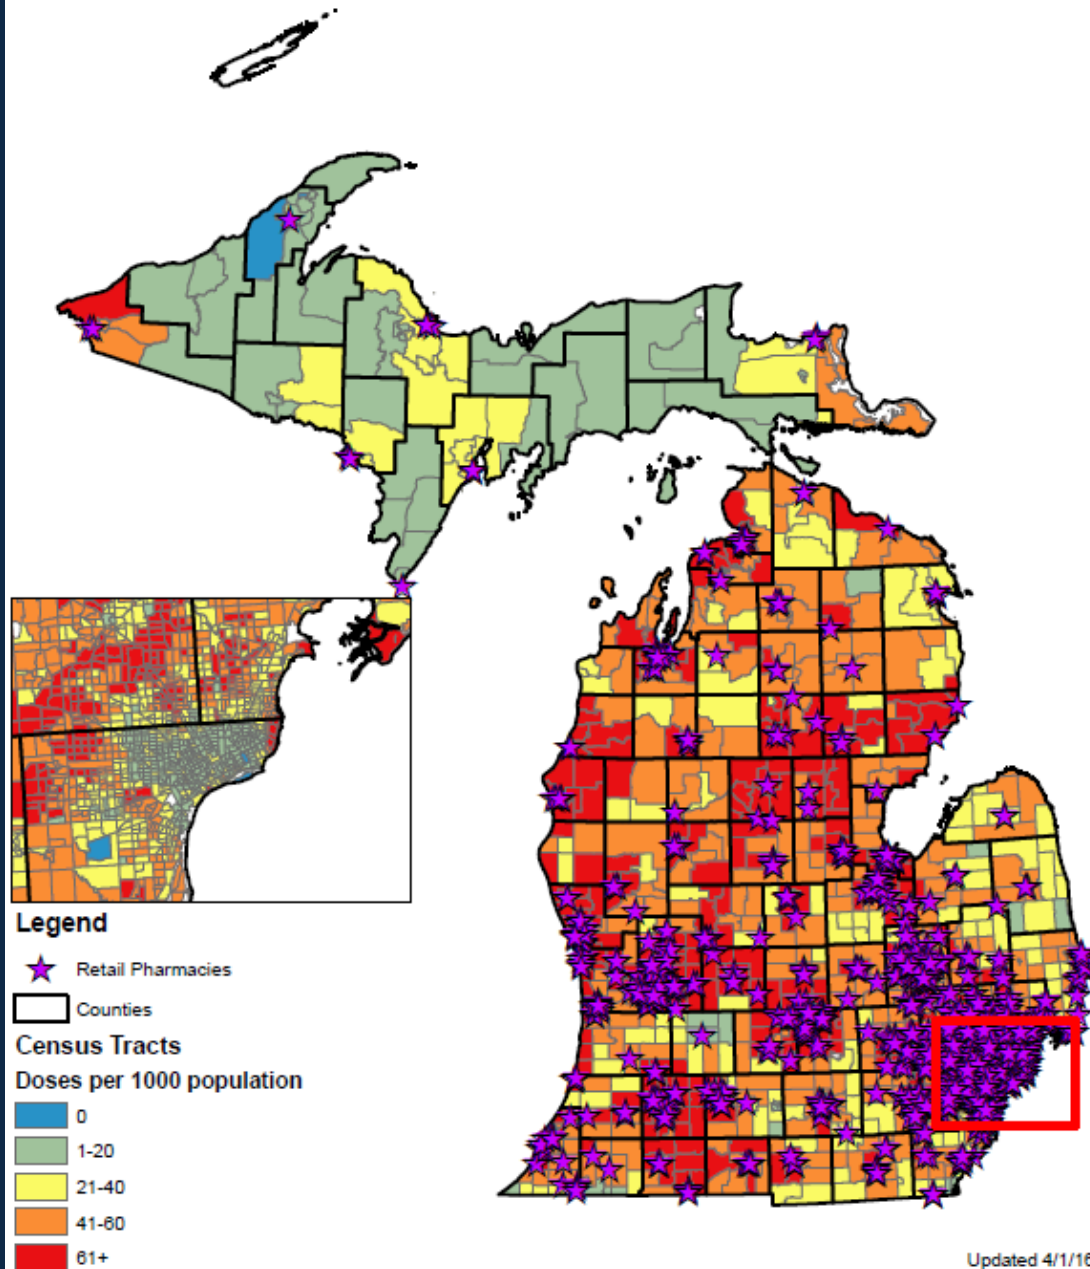 Legend
Retail Pharmacies
Counties
Census Tracts
Doses per 1000 population
0
1-20
21-40
41-60
61+
Updated 4/1/16